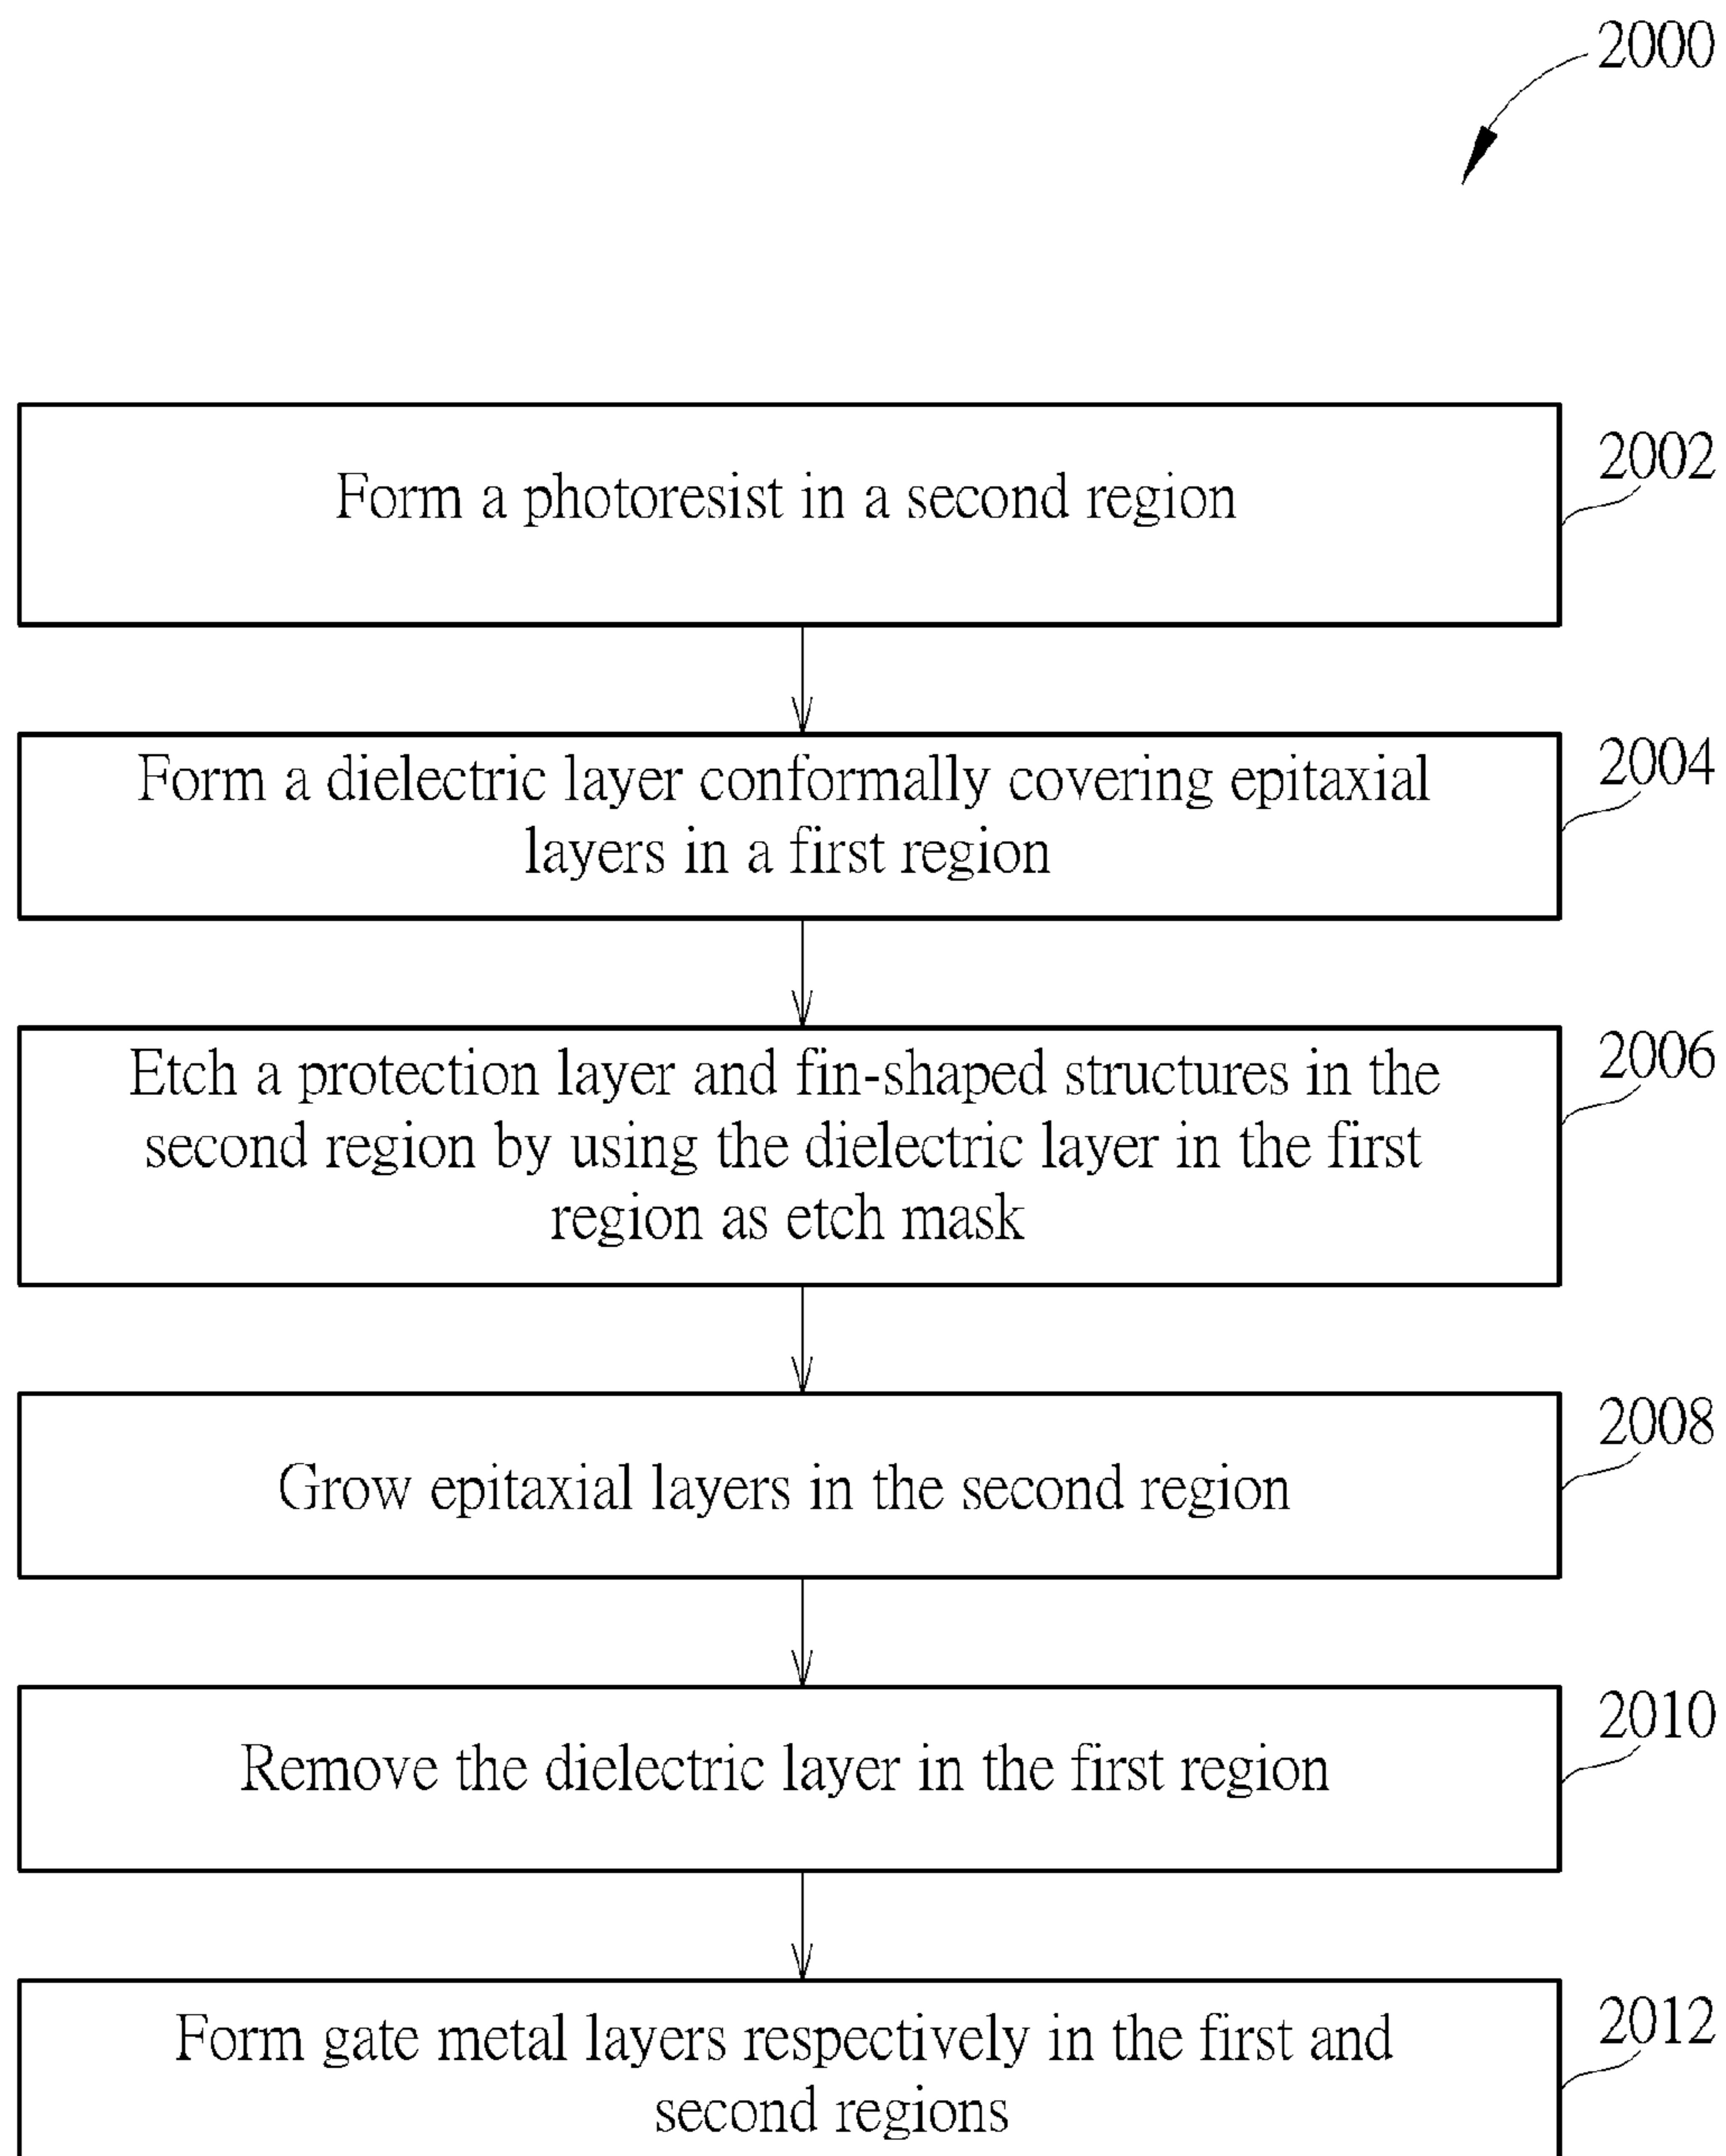 2000
Form a photoresist in a second region
2002
Form a dielectric layer conformally covering epitaxial
layers in a first region
2004
Etch a protection layer and fin-shaped structures in the
second region by using the dielectric layer in the first
region as etch mask
2006
Grow epitaxial layers in the second region
2008
Remove the dielectric layer in the first region
2010
Form gate metal layers respectively in the first and
second regions
2012